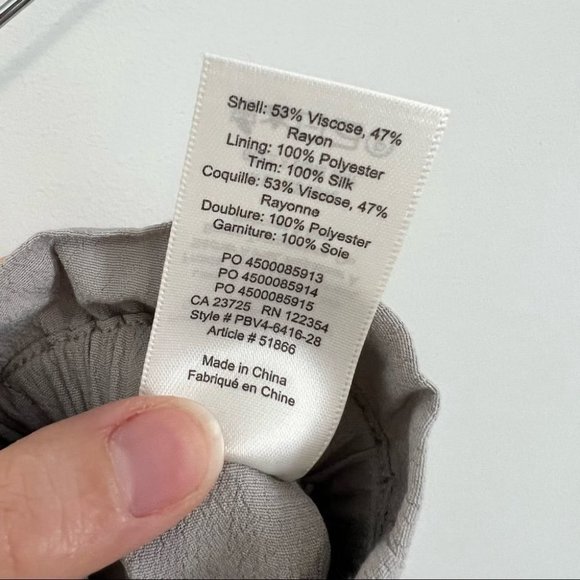 Shell: 53% Viscose, 47%
Rayon
Lining: 100% Polyester
Trim: 100% Silk
Coquille: 53% Viscose, 47%
Rayonne
Doublure: 100% Polyester
Garniture: 100% Soie
PO 4500085913
PO 4500085914
PO 4500085915
CA 23725 RN 122354
Style # PBV4-6416-28
Article # 51866
Made in China
Fabriqué en Chine